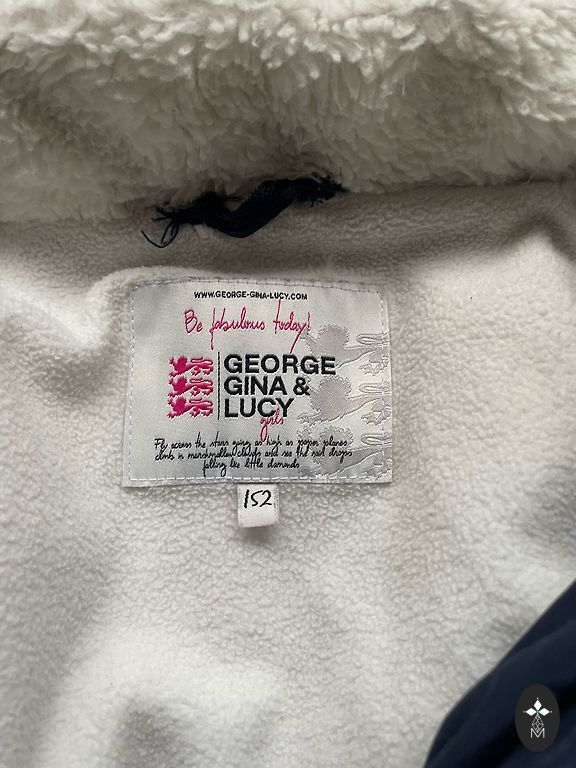 WWW.GEORGE-GINA-LUCY.COM
Be fabulous today!
GEORGE
GINA &
LUCY
girls
Fly across the stars going as high as paper planes
climb in marshmellow clouds and see the rain drops
falling like little diamonds
152
M